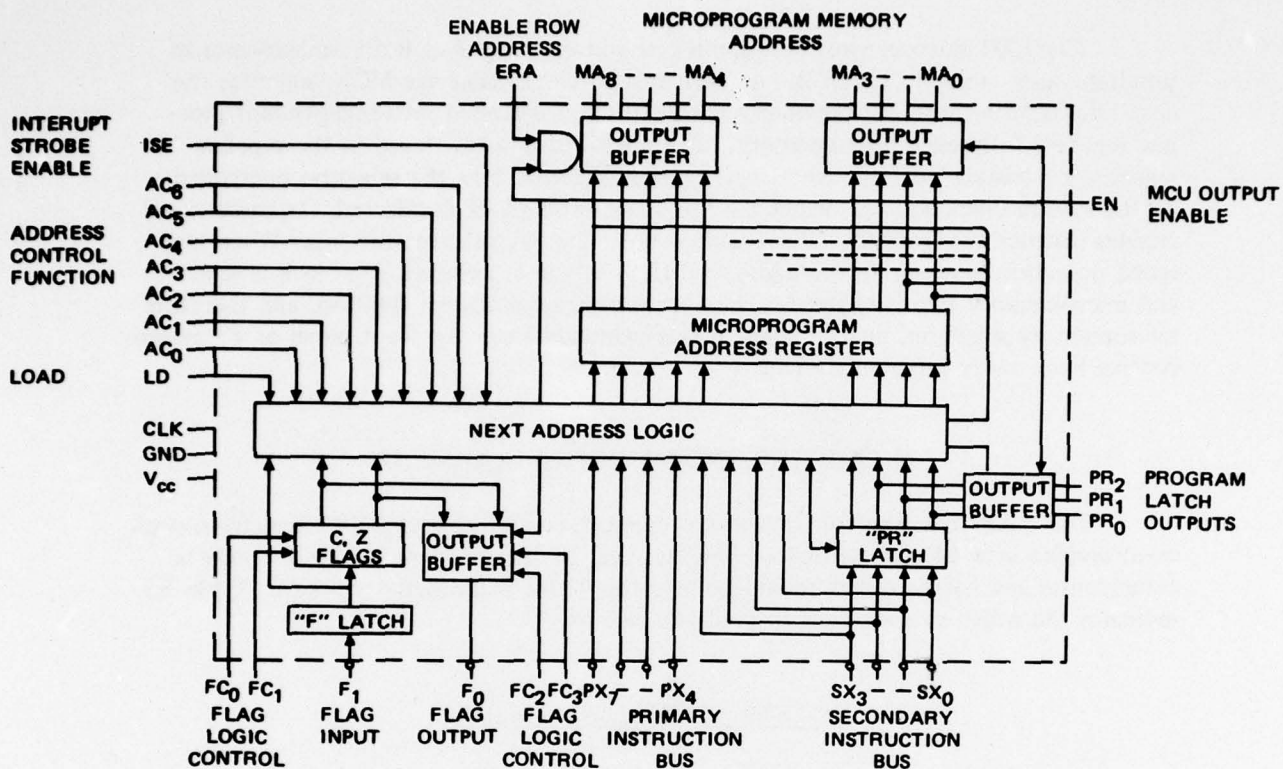 MICROPROGRAM MEMORY
ADDRESS
ENABLE ROW
ADDRESS
ERA
MA8 - - - MA4
MA3 - - MA0
INTERUPT
STROBE
ENABLE
ISE
OUTPUT
BUFFER
OUTPUT
BUFFER
EN
MCU OUTPUT
ENABLE
ADDRESS
CONTROL
FUNCTION
AC6
AC5
AC4
AC3
AC2
AC1
AC0
MICROPROGRAM
ADDRESS REGISTER
LOAD
LD
CLK
GND
Vcc
NEXT ADDRESS LOGIC
C, Z
FLAGS
OUTPUT
BUFFER
"PR"
LATCH
OUTPUT
BUFFER
PR2 PROGRAM
PR1 LATCH
PR0 OUTPUTS
"F" LATCH
FC0 FC1
FLAG
LOGIC
CONTROL
F1
FLAG
INPUT
F0
FLAG
OUTPUT
FC2 FC3
FLAG
LOGIC
CONTROL
PX7 - - PX4
PRIMARY
INSTRUCTION
BUS
SX3 - - SX0
SECONDARY
INSTRUCTION
BUS